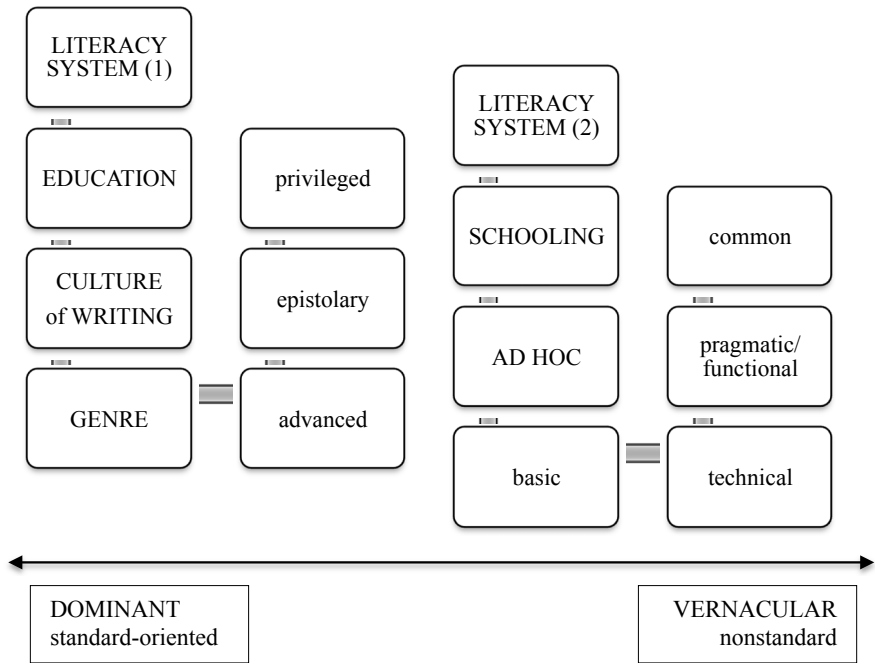 LITERACY
SYSTEM (1)
EDUCATION
CULTURE
of WRITING
GENRE
privileged
epistolary
advanced
LITERACY
SYSTEM (2)
SCHOOLING
AD HOC
basic
common
pragmatic/
functional
technical
DOMINANT
standard-oriented
VERNACULAR
nonstandard